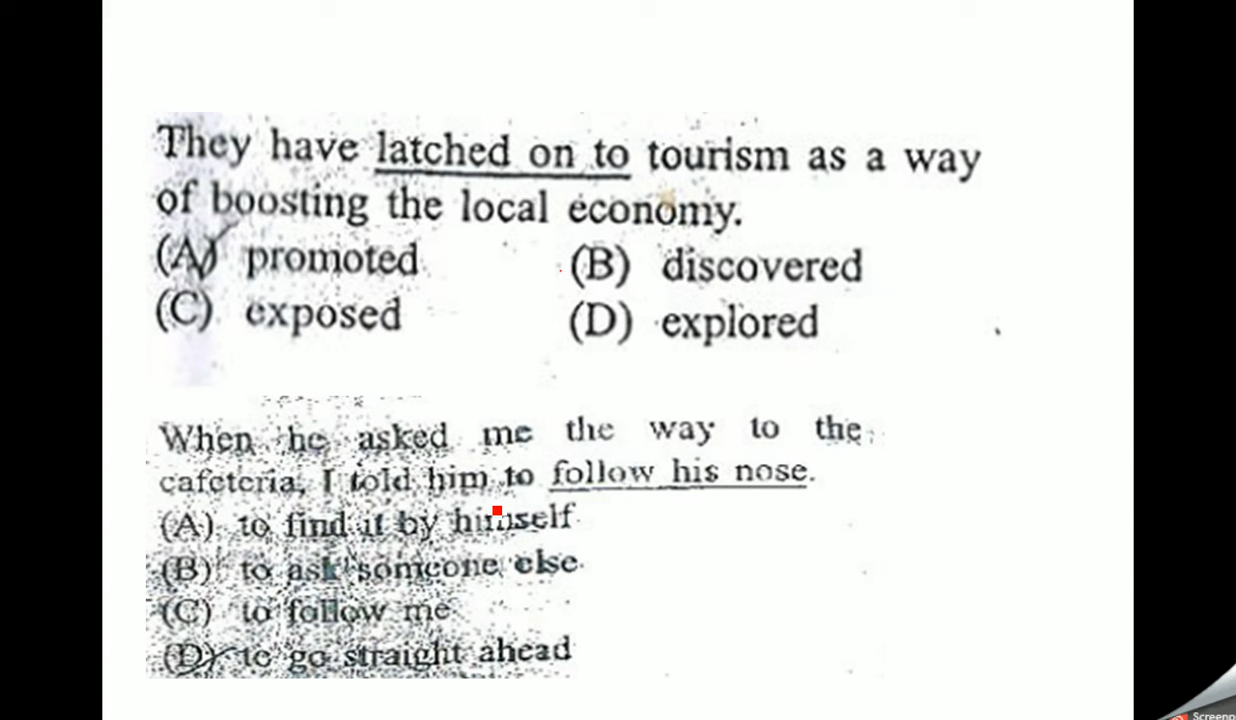 They have latched on to tourism as a way
of boosting the local economy.
(A) promoted (B) discovered
(C) exposed (D) explored
When he asked me the way to the
cafeteria, I told him to follow his nose.
(A) to find it by himself
(B) to ask someone else
(C) to follow me
(D) to go straight ahead